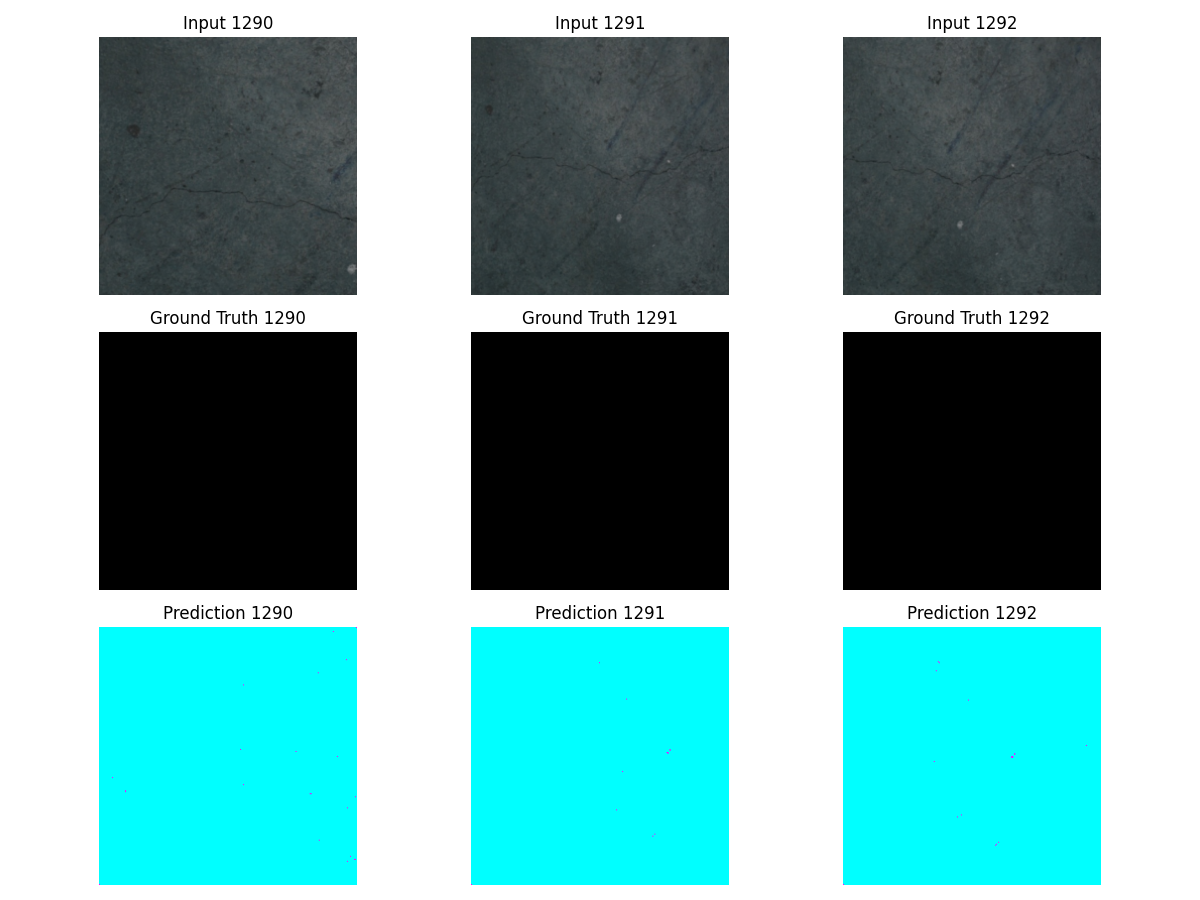 Input 1290
Input 1291
Input 1292
Ground Truth 1290
Ground Truth 1291
Ground Truth 1292
Prediction 1290
Prediction 1291
Prediction 1292